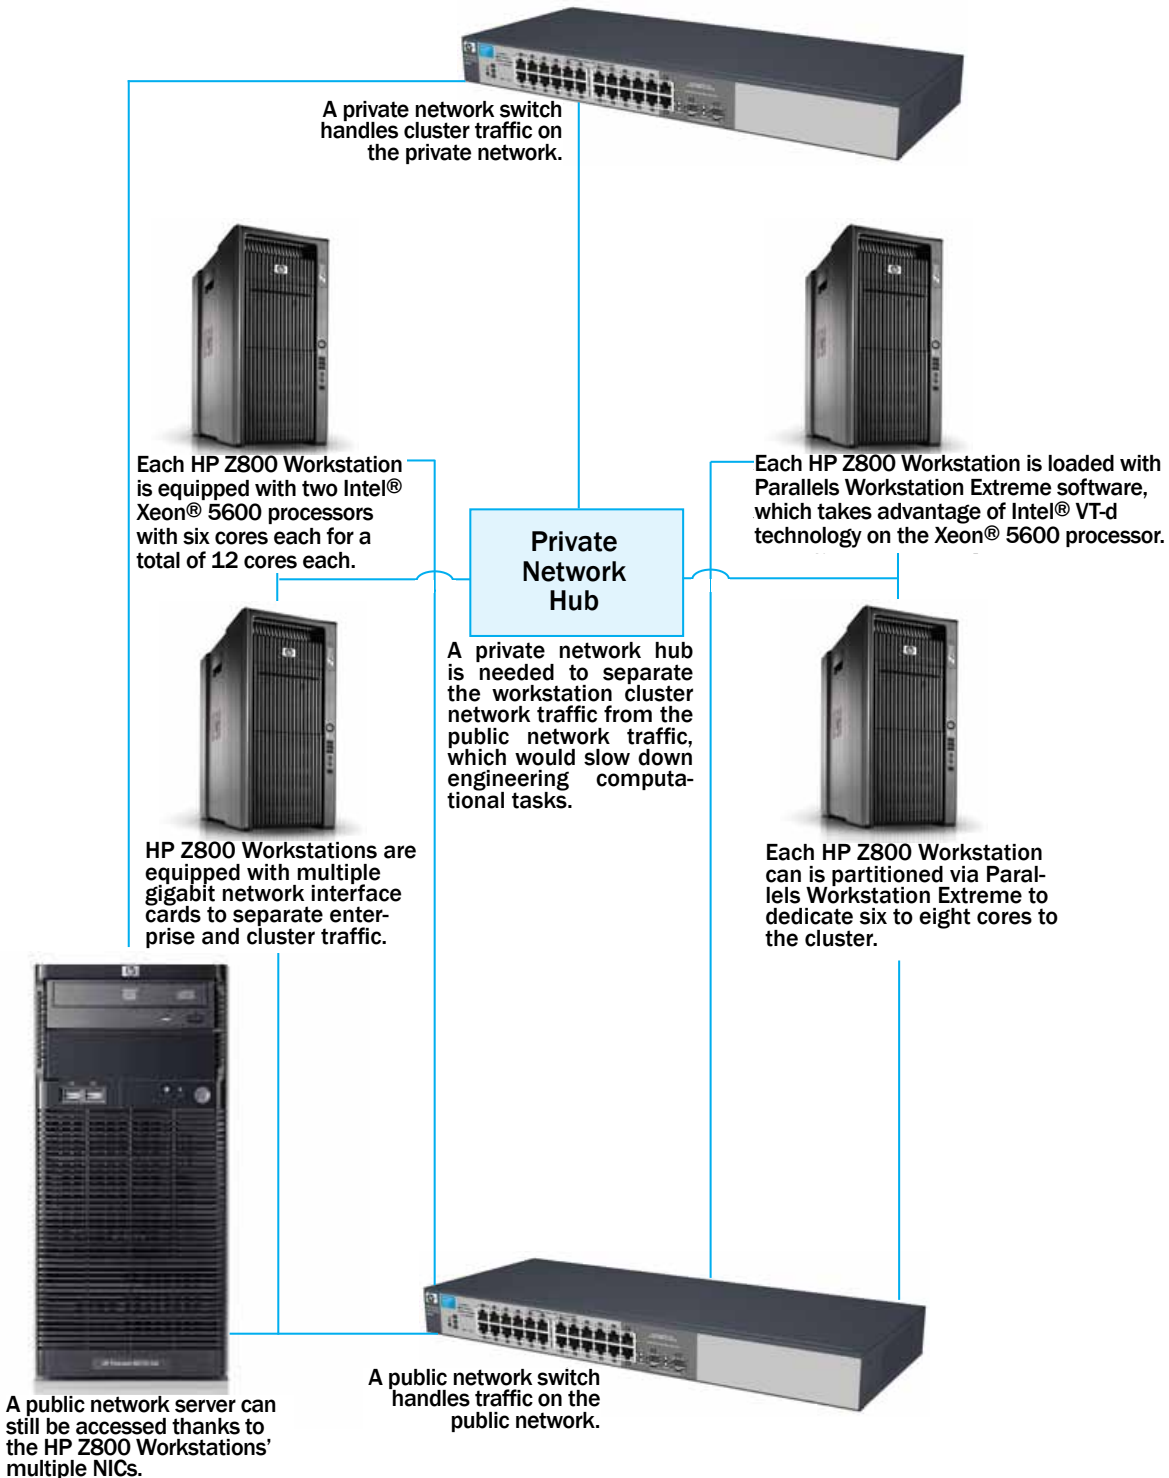 A private network switch
handles cluster traffic on
the private network.
Each HP Z800 Workstation
is equipped with two Intel®
Xeon® 5600 processors
with six cores each for a
total of 12 cores each.
Each HP Z800 Workstation is loaded with
Parallels Workstation Extreme software,
which takes advantage of Intel® VT-d
technology on the Xeon® 5600 processor.
Private
Network
Hub
A private network hub
is needed to separate
the workstation cluster
network traffic from the
public network traffic,
which would slow down
engineering computa-
tional tasks.
HP Z800 Workstations are
equipped with multiple
gigabit network interface
cards to separate enter-
prise and cluster traffic.
Each HP Z800 Workstation
can is partitioned via Paral-
lels Workstation Extreme to
dedicate six to eight cores to
the cluster.
A public network switch
handles traffic on the
public network.
A public network server can
still be accessed thanks to
the HP Z800 Workstations’
multiple NICs.